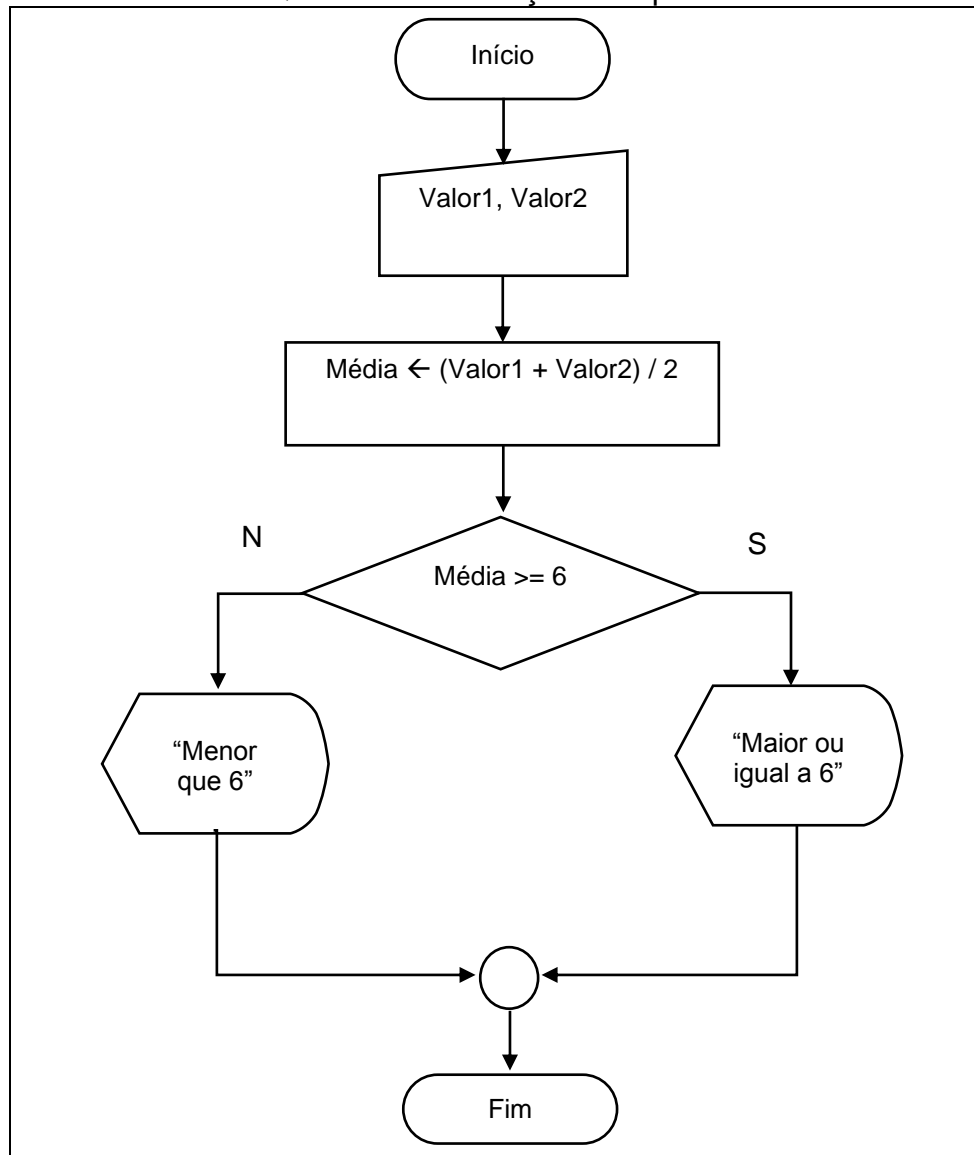 Início
Valor1, Valor2
Média ← (Valor1 + Valor2) / 2
N
S
Média >= 6
“Menor
que 6”
“Maior ou
igual a 6”
Fim